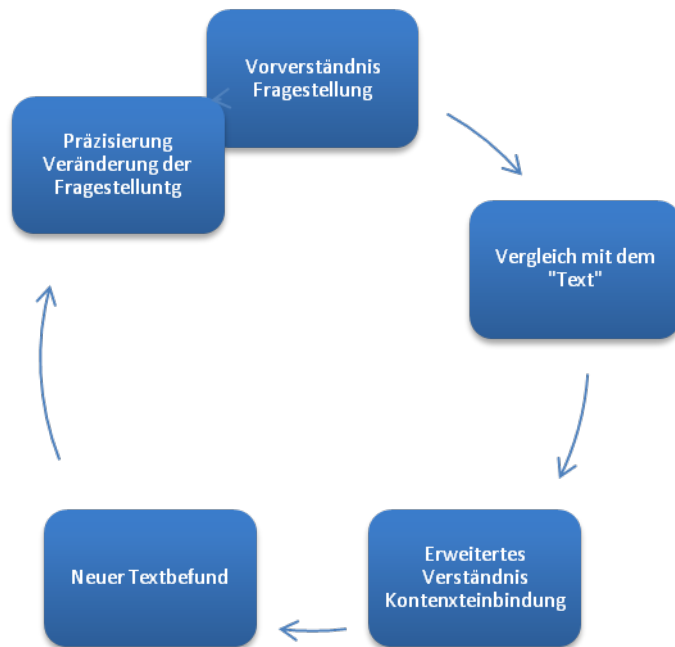 Vorverständnis
Fragestellung
Vergleich mit dem
"Text"
Erweitertes
Verständnis
Kontenxteinbindung
Neuer Textbefund
Präzisierung
Veränderung der
Fragestelluntg